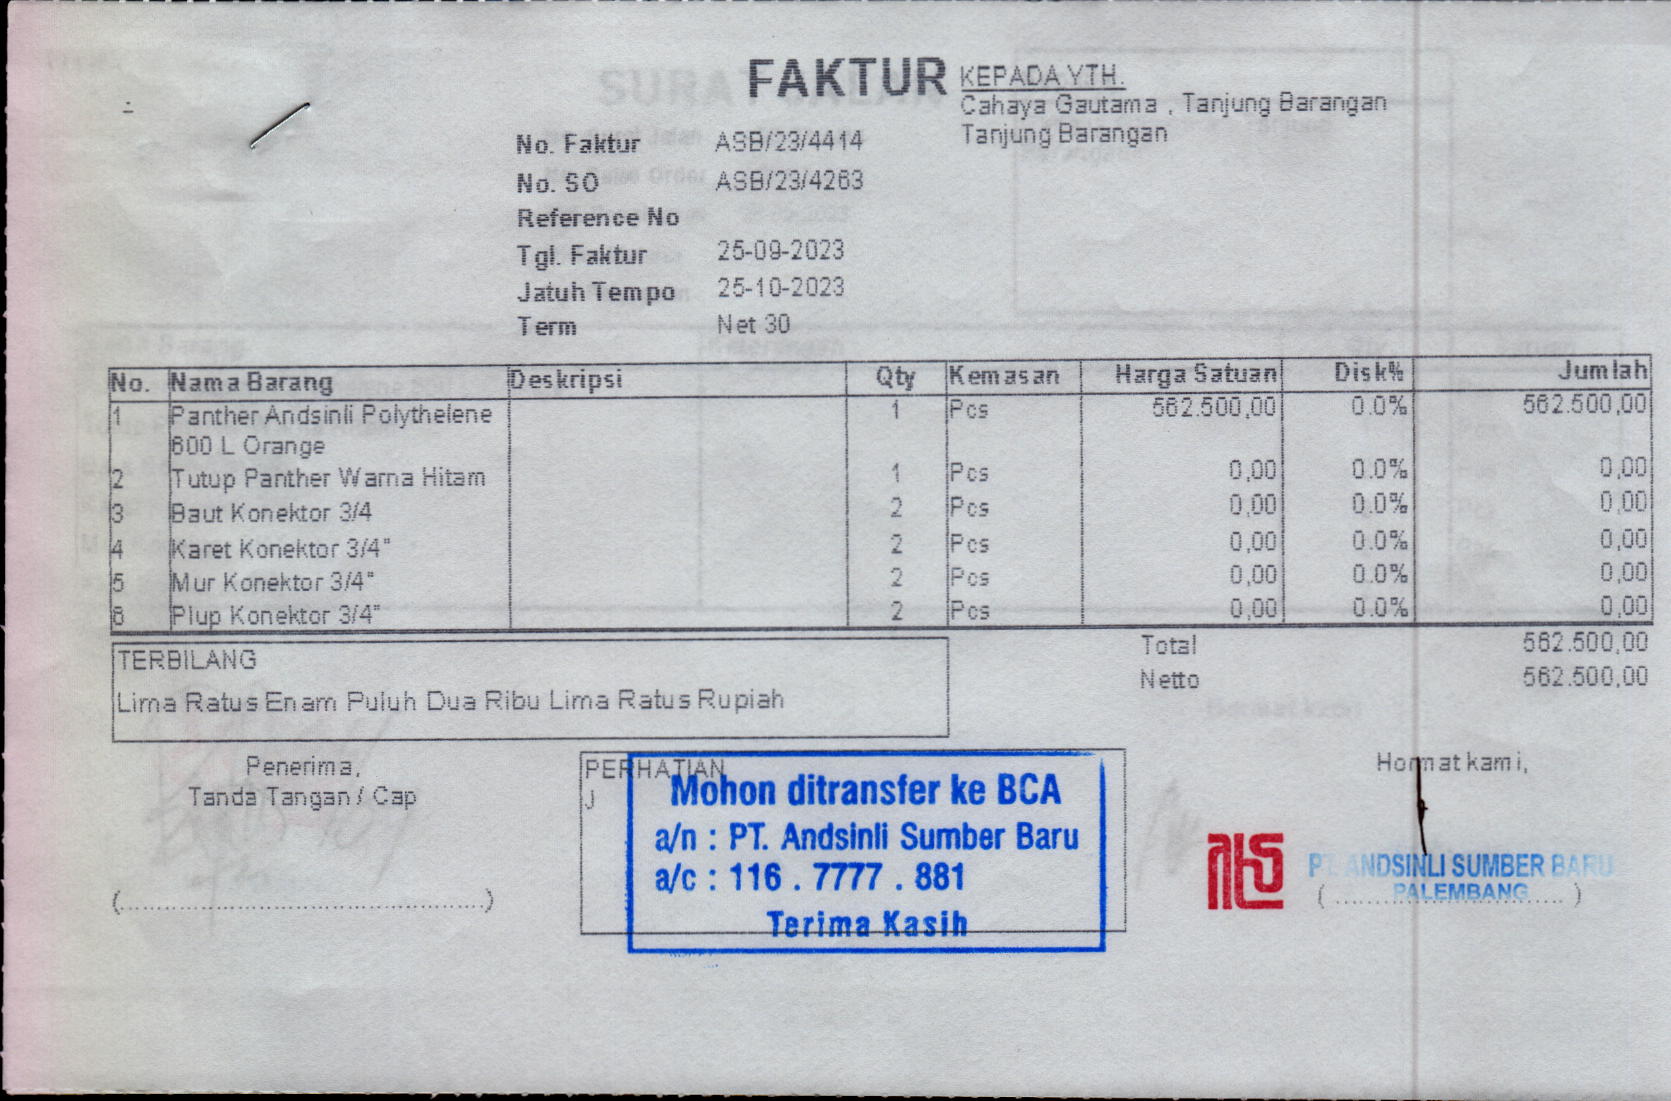 FAKTUR
KEPADA YTH.
Cahaya Gautama , Tanjung Barangan
Tanjung Barangan
No. Faktur ASB/23/4414
No. SO ASB/23/4263
Reference No
Tgl. Faktur 25-09-2023
Jatuh Tempo 25-10-2023
Term Net 30
No. Nama Barang Deskripsi Qty Kemasan Harga Satuan Disk% Jumlah
1 Panther Andsinli Polythelene 1 Pcs 562.500,00 0.0% 562.500,00
600 L Orange
2 Tutup Panther Warna Hitam 1 Pcs 0,00 0.0% 0,00
3 Baut Konektor 3/4 2 Pcs 0,00 0.0% 0,00
4 Karet Konektor 3/4" 2 Pcs 0,00 0.0% 0,00
5 Mur Konektor 3/4" 2 Pcs 0,00 0.0% 0,00
6 Plup Konektor 3/4" 2 Pcs 0,00 0.0% 0,00
Total 562.500,00
Netto 562.500,00
TERBILANG
Lima Ratus Enam Puluh Dua Ribu Lima Ratus Rupiah
Penerima,
Tanda Tangan / Cap
(..................................................)
PERHATIAN
J
Mohon ditransfer ke BCA
a/n : PT. Andsinli Sumber Baru
a/c : 116 . 7777 . 881
Terima Kasih
Hormat kami,
PT. ANDSINLI SUMBER BARU
PALEMBANG
(..................................)